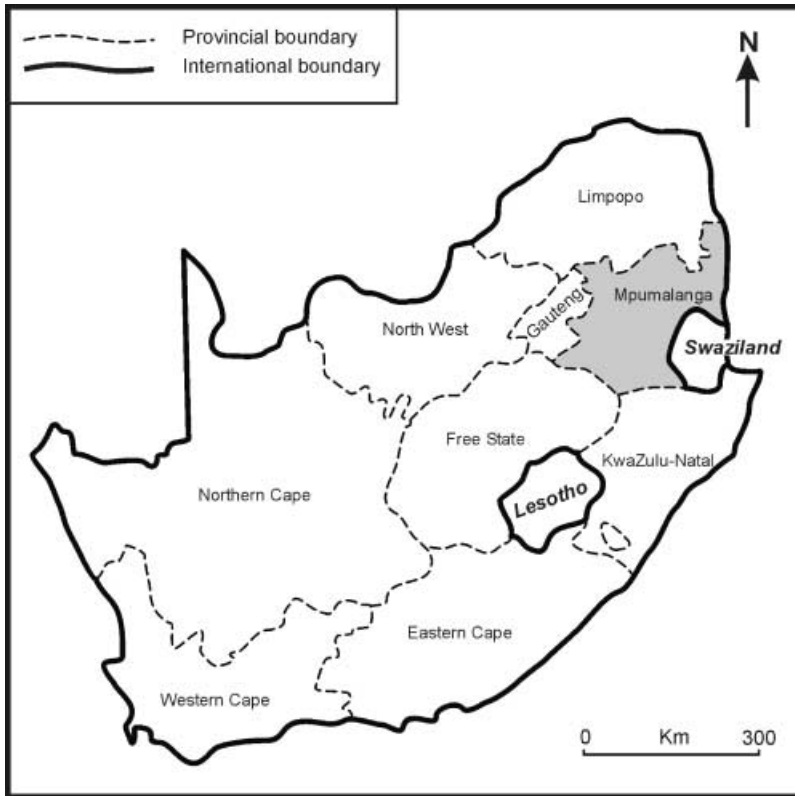 Provincial boundary
International boundary
N
Limpopo
Mpumalanga
Gauteng
North West
Swaziland
Free State
KwaZulu-Natal
Northern Cape
Lesotho
Eastern Cape
Western Cape
0 Km 300